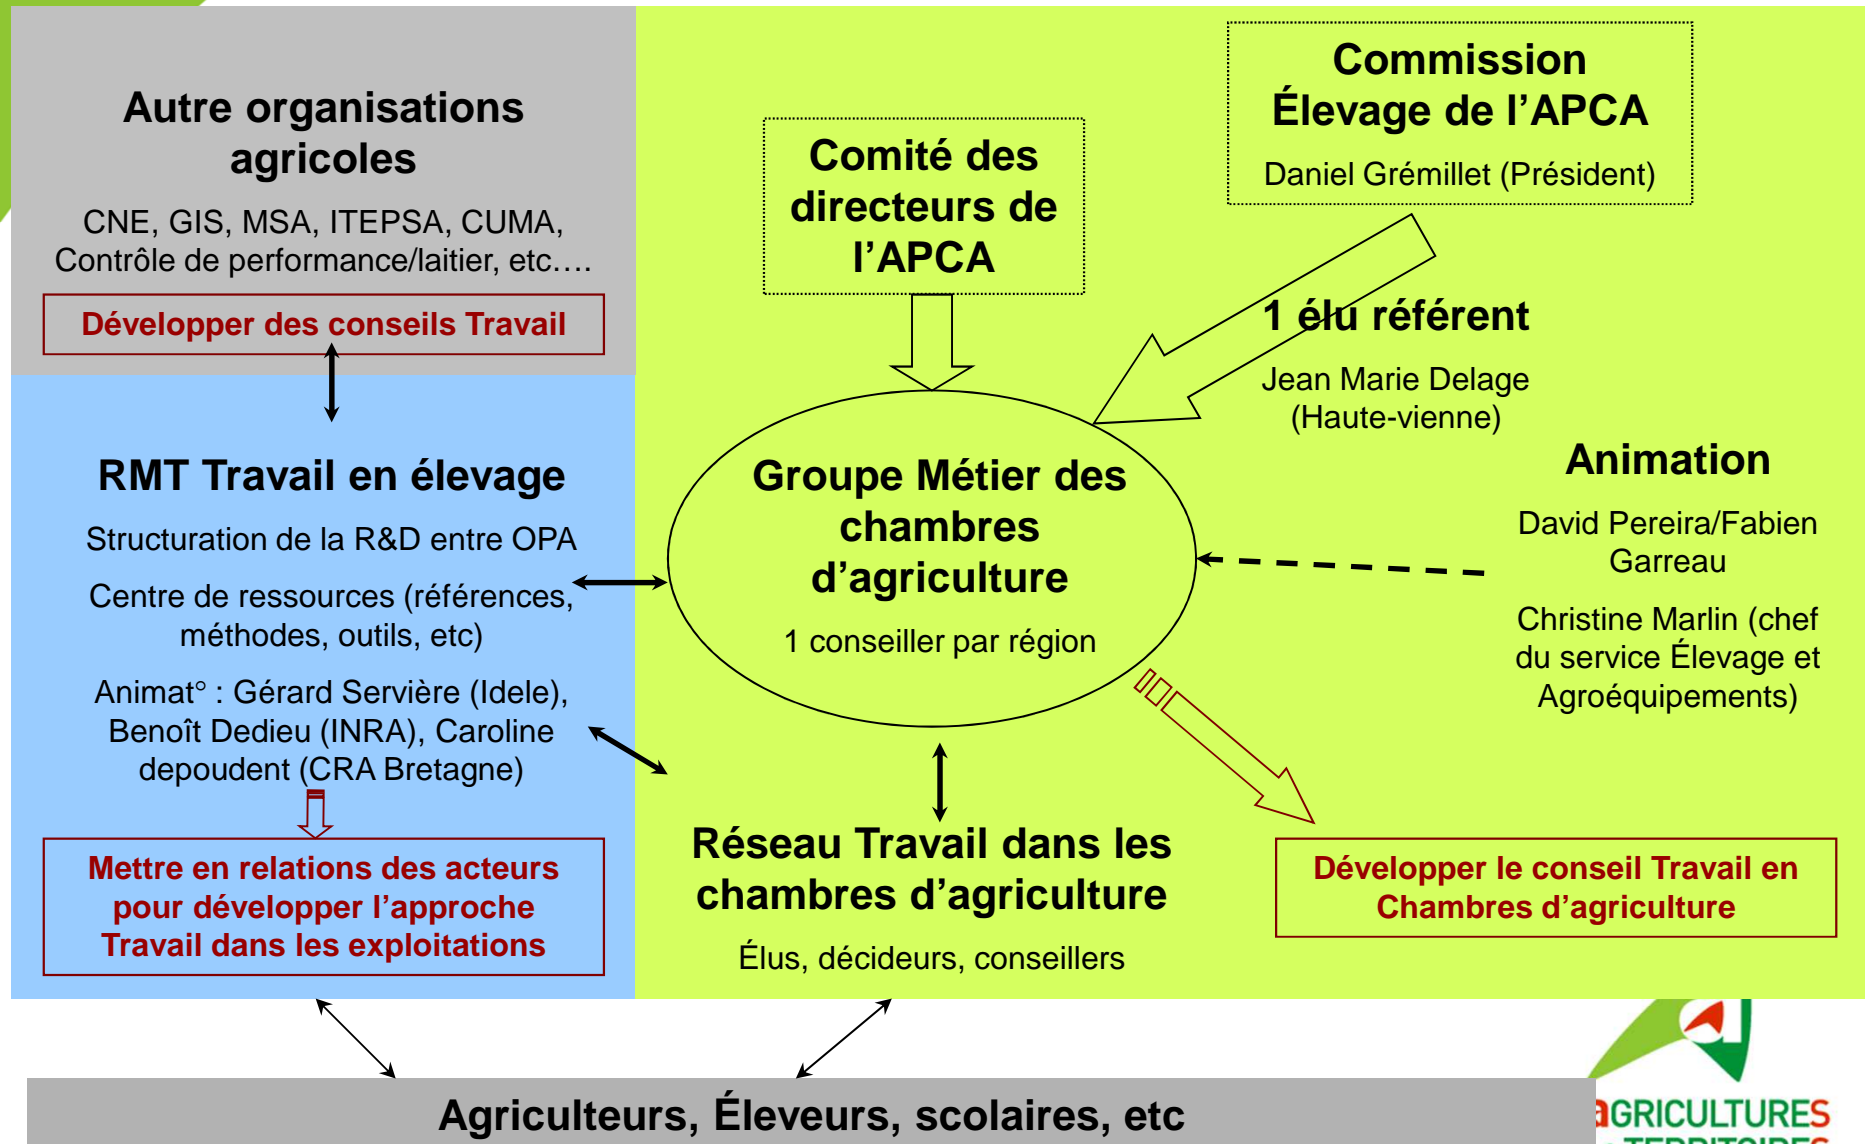 Autre organisations
agricoles
CNE, GIS, MSA, ITEPSA, CUMA,
Contrôle de performance/laitier, etc….
Développer des conseils Travail
RMT Travail en élevage
Structuration de la R&D entre OPA
Centre de ressources (références,
méthodes, outils, etc)
Animat° : Gérard Servière (Idele),
Benoît Dedieu (INRA), Caroline
depoudent (CRA Bretagne)
Mettre en relations des acteurs
pour développer l’approche
Travail dans les exploitations
Comité des
directeurs de
l’APCA
Commission
Élevage de l’APCA
Daniel Grémillet (Président)
1 élu référent
Jean Marie Delage
(Haute-vienne)
Groupe Métier des
chambres
d’agriculture
1 conseiller par région
Animation
David Pereira/Fabien
Garreau
Christine Marlin (chef
du service Élevage et
Agroéquipements)
Réseau Travail dans les
chambres d’agriculture
Élus, décideurs, conseillers
Développer le conseil Travail en
Chambres d’agriculture
Agriculteurs, Éleveurs, scolaires, etc
aGRICULTURES
TERRITOIRES